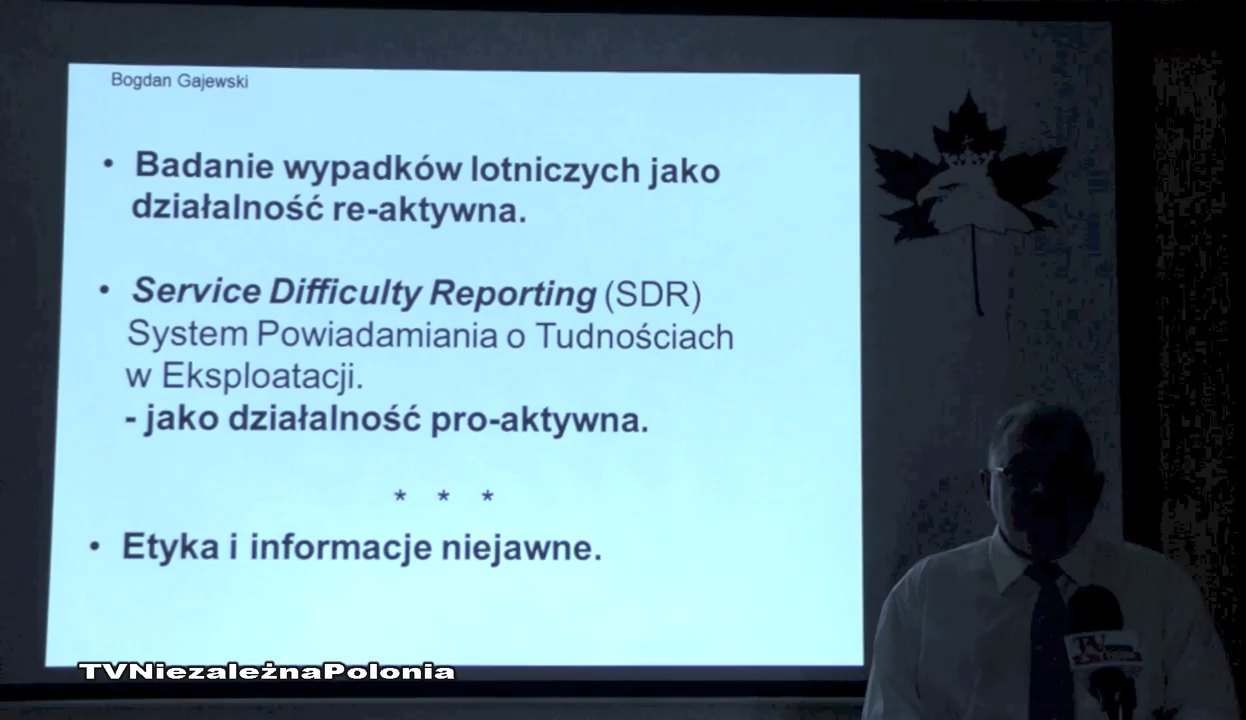 Bogdan Gajewski
• Badanie wypadków lotniczych jako
działalność re-aktywna.
• Service Difficulty Reporting (SDR)
System Powiadamiania o Tudnościach
w Eksploatacji.
- jako działalność pro-aktywna.
* * *
• Etyka i informacje niejawne.
TVNiezależnaPolonia
TV